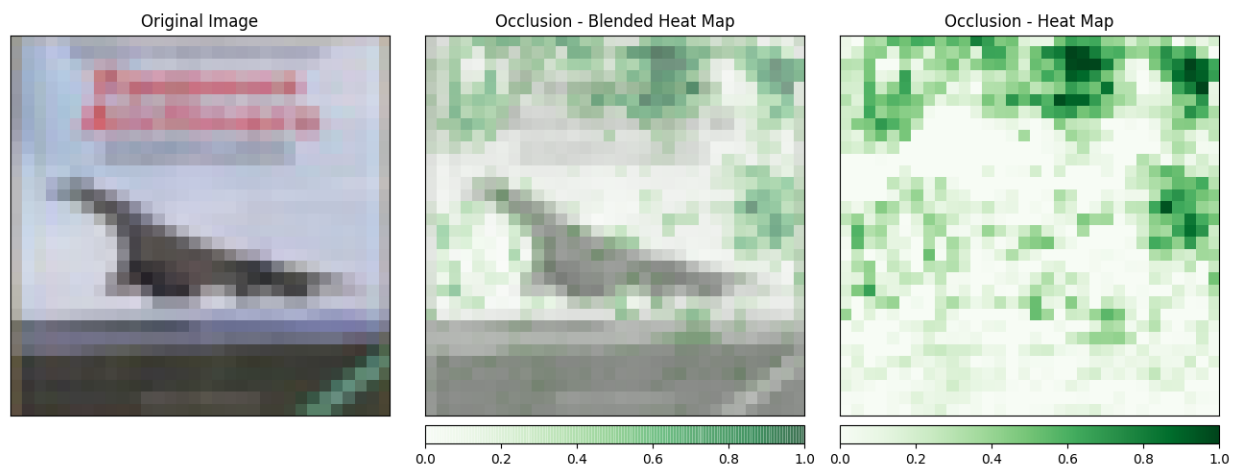 Original Image
Occlusion - Blended Heat Map
Occlusion - Heat Map
0.0 0.2 0.4 0.6 0.8 1.0
0.0 0.2 0.4 0.6 0.8 1.0